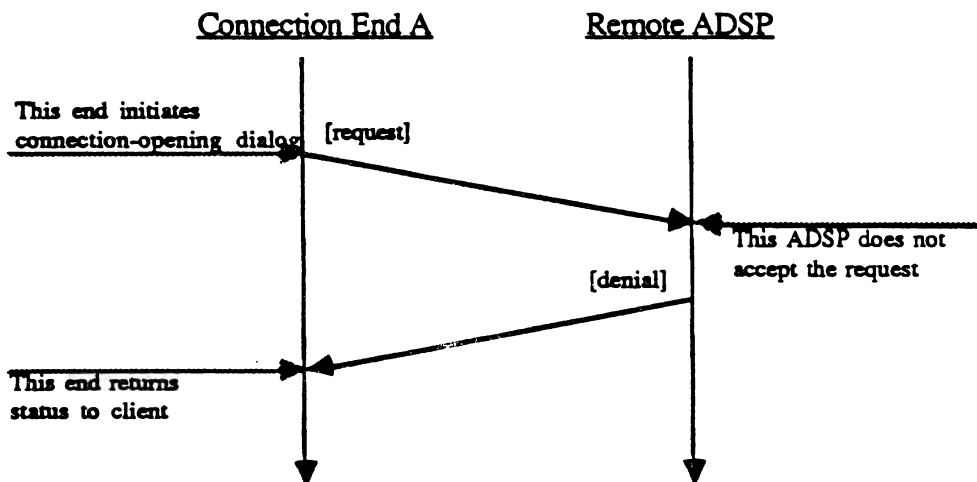 Connection End A
Remote ADSP
This end initiates
connection-opening dialog
[request]
This ADSP does not
accept the request
[denial]
This end returns
status to client